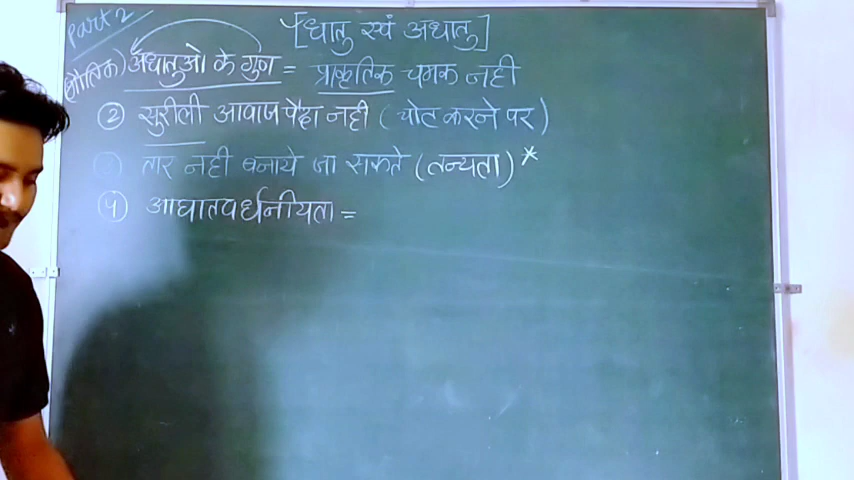 Part 2
[धातु एवं अधातु]
(भौतिक) अधातुओ के गुण = प्राकृतिक चमक नही
② सुरीली आवाज पैदा नही (चोट करने पर)
③ तार नही बनाये जा सकते (तन्यता) *
④ आघातवर्धनीयता =